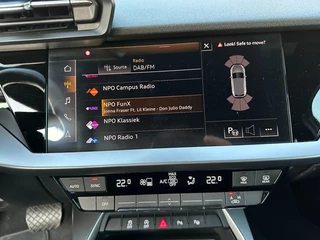 Radio
DAB/FM
Source
Look! Safe to move?
NPO Campus Radio
NPO FunX
Jonna Fraser Ft. Lil Kleine - Don Julio Daddy
NPO Klassiek
NPO Radio 1
AUTO
SYNC
22.0
A/C
MAX
22.0